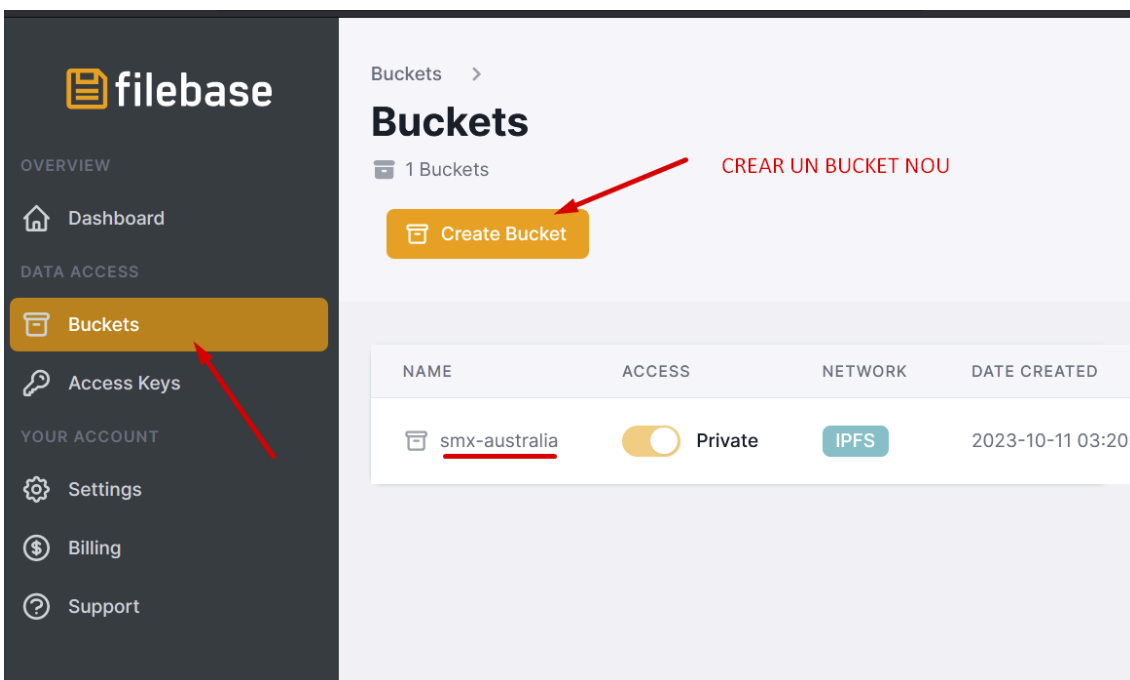 filebase
OVERVIEW
Dashboard
DATA ACCESS
Buckets
Access Keys
YOUR ACCOUNT
Settings
Billing
Support
Buckets >
Buckets
1 Buckets
CREAR UN BUCKET NOU
Create Bucket
NAME ACCESS NETWORK DATE CREATED
smx-australia Private IPFS 2023-10-11 03:20